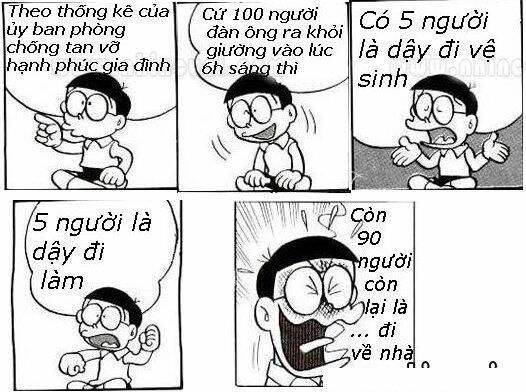 Theo thống kê của
ủy ban phòng
chống tan vỡ
hạnh phúc gia đình
Cứ 100 người
đàn ông ra khỏi
giường vào lúc
6h sáng thì
Có 5 người
là dậy đi vệ
sinh
5 người là
dậy đi
làm
Còn
90
người
còn
lại là
... đi
về nhà